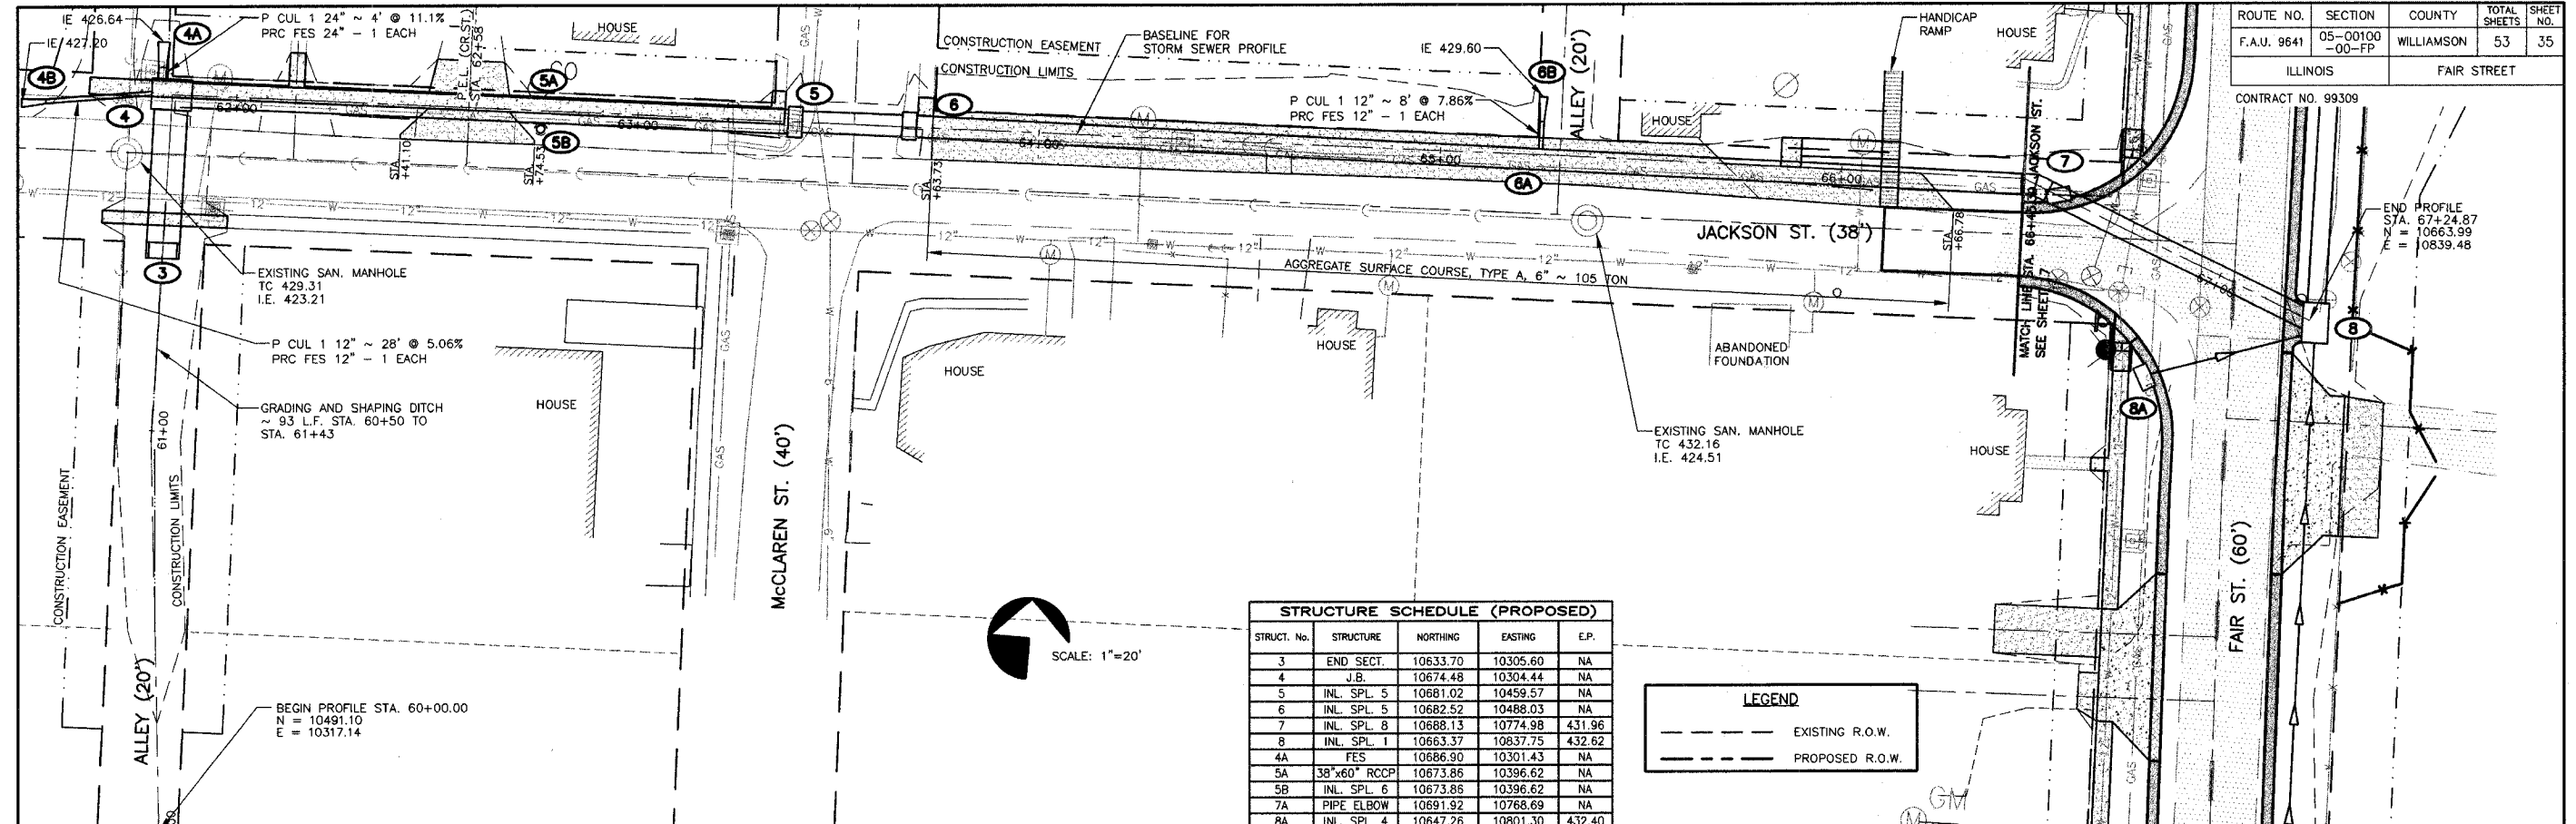 ROUTE NO. SECTION COUNTY TOTAL SHEETS SHEET NO.
F.A.U. 9641 05-00100-00-FP WILLIAMSON 53 35
ILLINOIS FAIR STREET
CONTRACT NO. 99309
IE 426.64
IE 427.20
4A
4B
P CUL 1 24" ~ 4' @ 11.1%
PRC FES 24" - 1 EACH
P.E.L. (CR.ST.)
STA. 62+58
HOUSE
5A
5B
5
6
4
3
62+00
63+00
64+00
65+00
66+00
GAS
STA. +41.10
STA. +74.53
STA. +63.73
CONSTRUCTION EASEMENT
CONSTRUCTION LIMITS
BASELINE FOR
STORM SEWER PROFILE
IE 429.60
6B
P CUL 1 12" ~ 8' @ 7.86%
PRC FES 12" - 1 EACH
ALLEY (20')
6A
HOUSE
HANDICAP
RAMP
HOUSE
MATCH LINE STA. 66+45
JACKSON ST.
SEE SHEET
7
STA. +66.78
JACKSON ST. (38')
END PROFILE
STA. 67+24.87
N = 10663.99
E = 10839.48
8
8A
AGGREGATE SURFACE COURSE, TYPE A, 6" ~ 105 TON
EXISTING SAN. MANHOLE
TC 429.31
I.E. 423.21
P CUL 1 12" ~ 28' @ 5.06%
PRC FES 12" - 1 EACH
GRADING AND SHAPING DITCH
~ 93 L.F. STA. 60+50 TO
STA. 61+43
61+00
CONSTRUCTION EASEMENT
CONSTRUCTION LIMITS
ALLEY (20')
BEGIN PROFILE STA. 60+00.00
N = 10491.10
E = 10317.14
HOUSE
McCLAREN ST. (40')
HOUSE
HOUSE
ABANDONED
FOUNDATION
EXISTING SAN. MANHOLE
TC 432.16
I.E. 424.51
HOUSE
FAIR ST. (60')
SCALE: 1"=20'
STRUCTURE SCHEDULE (PROPOSED)
STRUCT. No. STRUCTURE NORTHING EASTING E.P.
3 END SECT. 10633.70 10305.60 NA
4 J.B. 10674.48 10304.44 NA
5 INL. SPL. 5 10681.02 10459.57 NA
6 INL. SPL. 5 10682.52 10488.03 NA
7 INL. SPL. 8 10688.13 10774.98 431.96
8 INL. SPL. 1 10663.37 10837.75 432.62
4A FES 10686.90 10301.43 NA
5A 38"x60" RCCP 10673.86 10396.62 NA
5B INL. SPL. 6 10673.86 10396.62 NA
7A PIPE ELBOW 10691.92 10768.69 NA
8A INL. SPL. 4 10647.26 10801.30 432.40
LEGEND
EXISTING R.O.W.
PROPOSED R.O.W.
GM